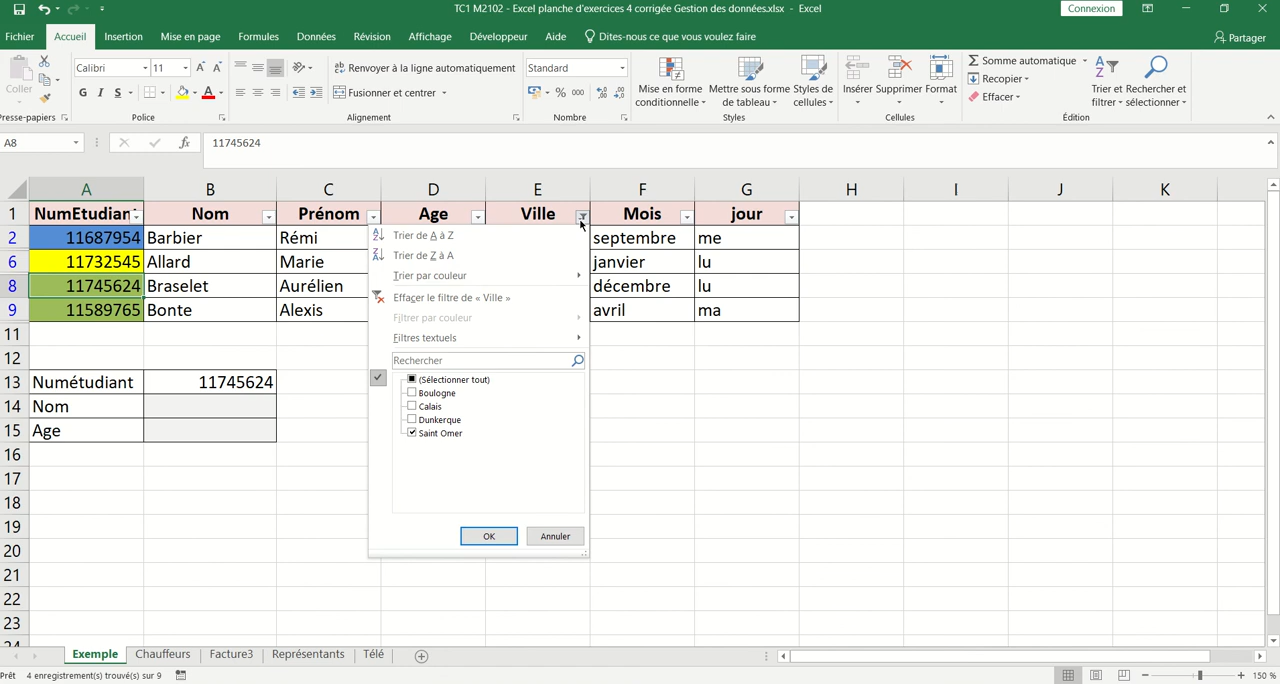 TC1 M2102 - Excel planche d'exercices 4 corrigée Gestion des données.xlsx - Excel
Connexion
Fichier Accueil Insertion Mise en page Formules Données Révision Affichage Aide Développeur Dites-nous ce que vous voulez faire Partager
Coller
Calibri 11
Renvoyer à la ligne automatiquement
Standard
Mise en forme conditionnelle
Mettre sous forme de tableau
Styles de cellules
Insérer Supprimer Format
Somme automatique
Recopier
Effacer
Trier et filtrer
Rechercher et sélectionner
G I S
Fusionner et centrer
% 000
Presse-papiers Police Alignement Nombre Styles Cellules Édition
A8 fx 11745624
A B C D E F G H I J K
1 NumEtudian Nom Prénom Age Ville Mois jour
2 11687954 Barbier Rémi septembre me
6 11732545 Allard Marie janvier lu
8 11745624 Braselet Aurélien décembre lu
9 11589765 Bonte Alexis avril ma
11
12
13 Numétudiant 11745624
14 Nom
15 Age
16
17
18
19
20
21
22
23
24
Trier de A à Z
Trier de Z à A
Trier par couleur
Effacer le filtre de « Ville »
Filtrer par couleur
Filtres textuels
Rechercher
(Sélectionner tout)
Boulogne
Calais
Dunkerque
Saint Omer
OK Annuler
Exemple Chauffeurs Facture3 Représentants Télé
Prêt 4 enregistrement(s) trouvé(s) sur 9 150 %